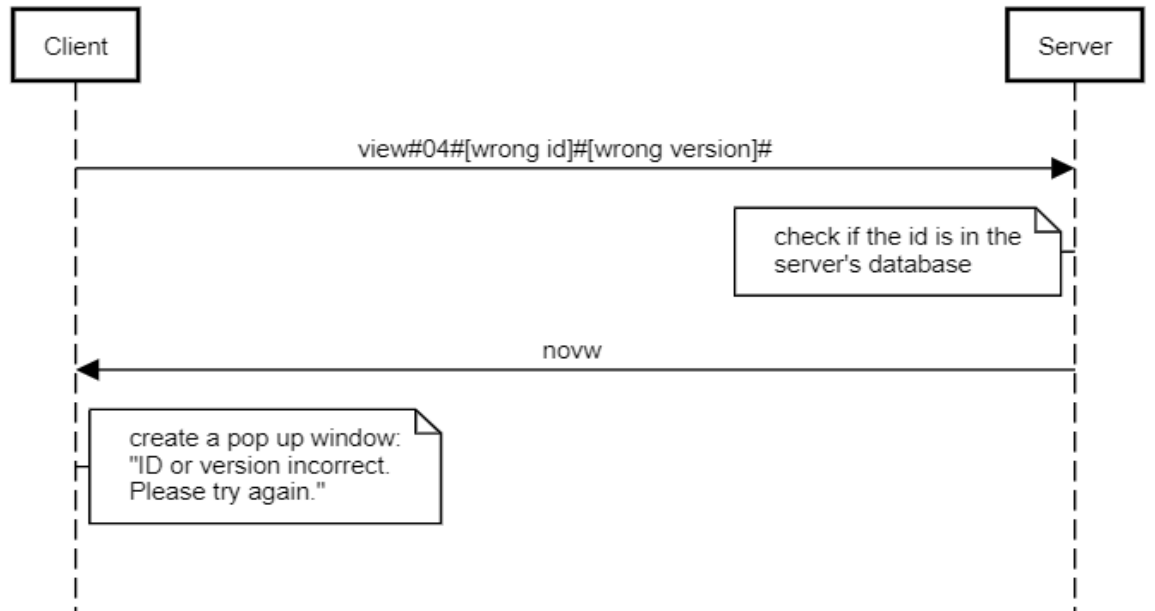 Client
Server
view#04#[wrong id]#[wrong version]#
check if the id is in the
server's database
novw
create a pop up window:
"ID or version incorrect.
Please try again."